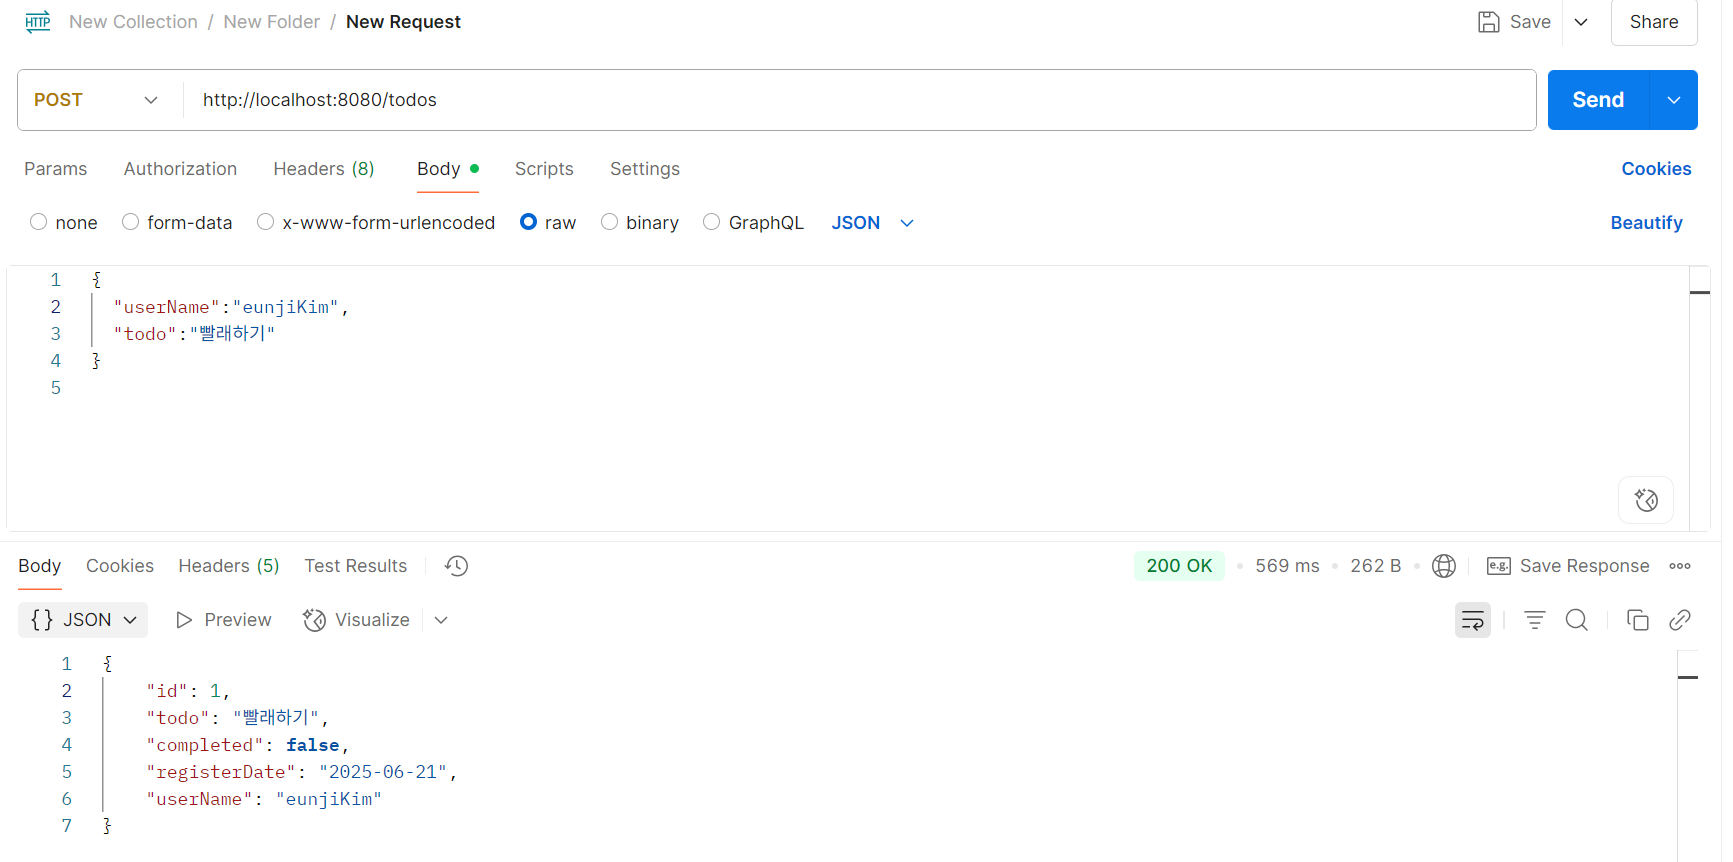 HTTP New Collection / New Folder / New Request Save Share
POST http://localhost:8080/todos Send
Params Authorization Headers (8) Body Scripts Settings Cookies
none form-data x-www-form-urlencoded raw binary GraphQL JSON Beautify
1 {
2 "userName":"eunjiKim",
3 "todo":"빨래하기"
4 }
5
Body Cookies Headers (5) Test Results 200 OK • 569 ms • 262 B • e.g. Save Response
{} JSON Preview Visualize
1 {
2 "id": 1,
3 "todo": "빨래하기",
4 "completed": false,
5 "registerDate": "2025-06-21",
6 "userName": "eunjiKim"
7 }